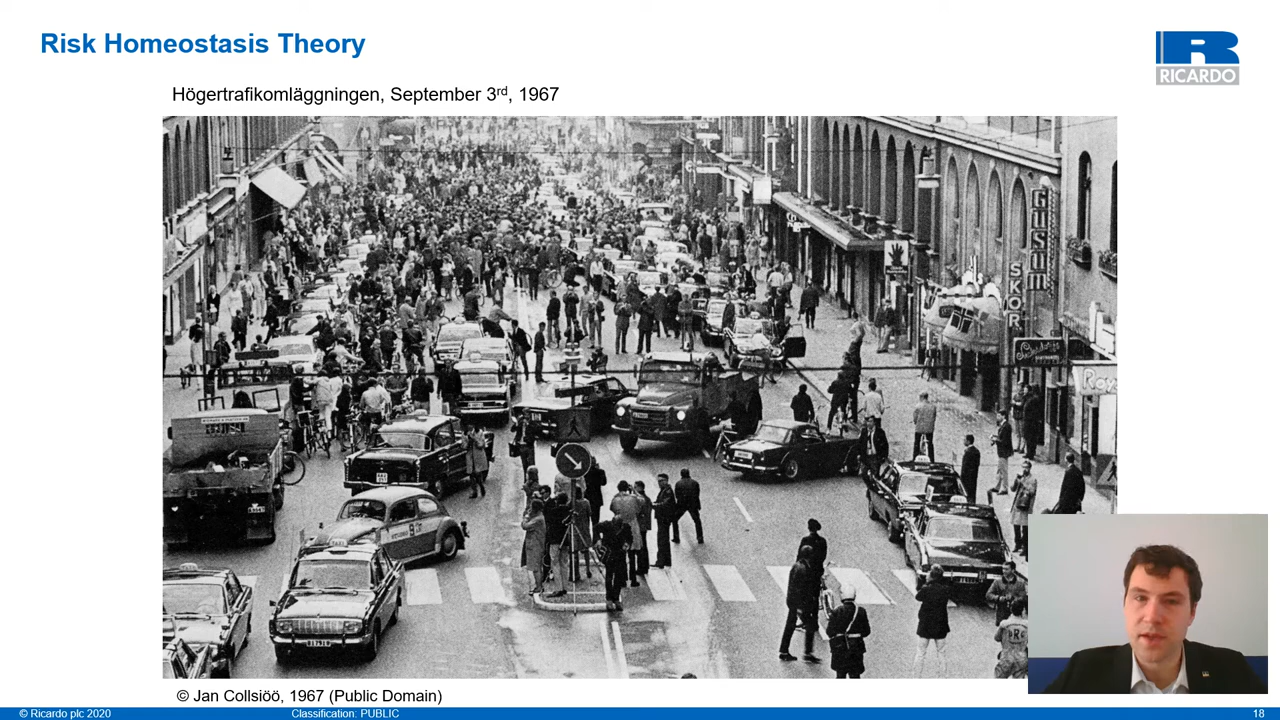 Risk Homeostasis Theory
RICARDO
Högertrafikomläggningen, September 3rd, 1967
GUSUM
SKOR
TAXI
© Jan Collsiöö, 1967 (Public Domain)
© Ricardo plc 2020
Classification: PUBLIC
18